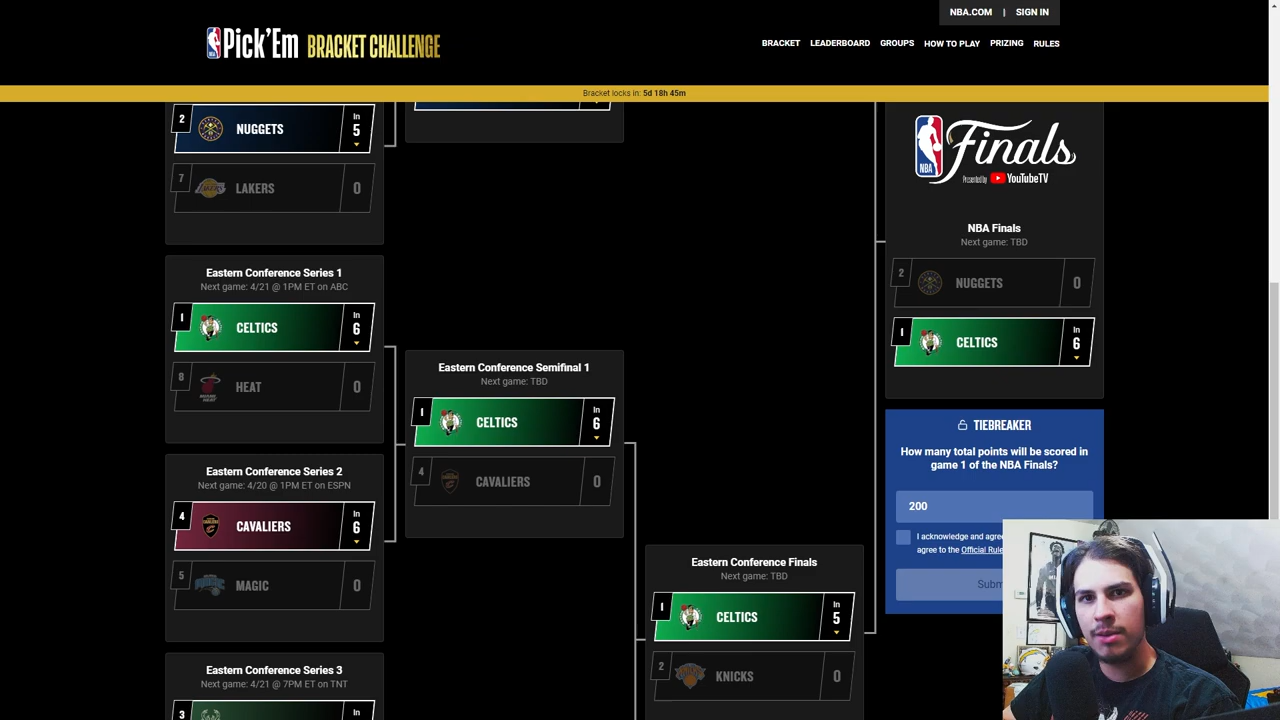 NBA.COM | SIGN IN
Pick'Em BRACKET CHALLENGE
BRACKET LEADERBOARD GROUPS HOW TO PLAY PRIZING RULES
Bracket locks in: 5d 18h 45m
2 NUGGETS In 5
7 LAKERS 0
Eastern Conference Series 1
Next game: 4/21 @ 1PM ET on ABC
1 CELTICS In 6
8 HEAT 0
Eastern Conference Series 2
Next game: 4/20 @ 1PM ET on ESPN
4 CAVALIERS In 6
5 MAGIC 0
Eastern Conference Series 3
Next game: 4/21 @ 7PM ET on TNT
3 In
Eastern Conference Semifinal 1
Next game: TBD
1 CELTICS In 6
4 CAVALIERS 0
Eastern Conference Finals
Next game: TBD
1 CELTICS In 5
2 KNICKS 0
NBA Finals
Presented by YouTubeTV
NBA Finals
Next game: TBD
2 NUGGETS 0
1 CELTICS In 6
TIEBREAKER
How many total points will be scored in
game 1 of the NBA Finals?
200
I acknowledge and agre
agree to the Official Rule
Subm